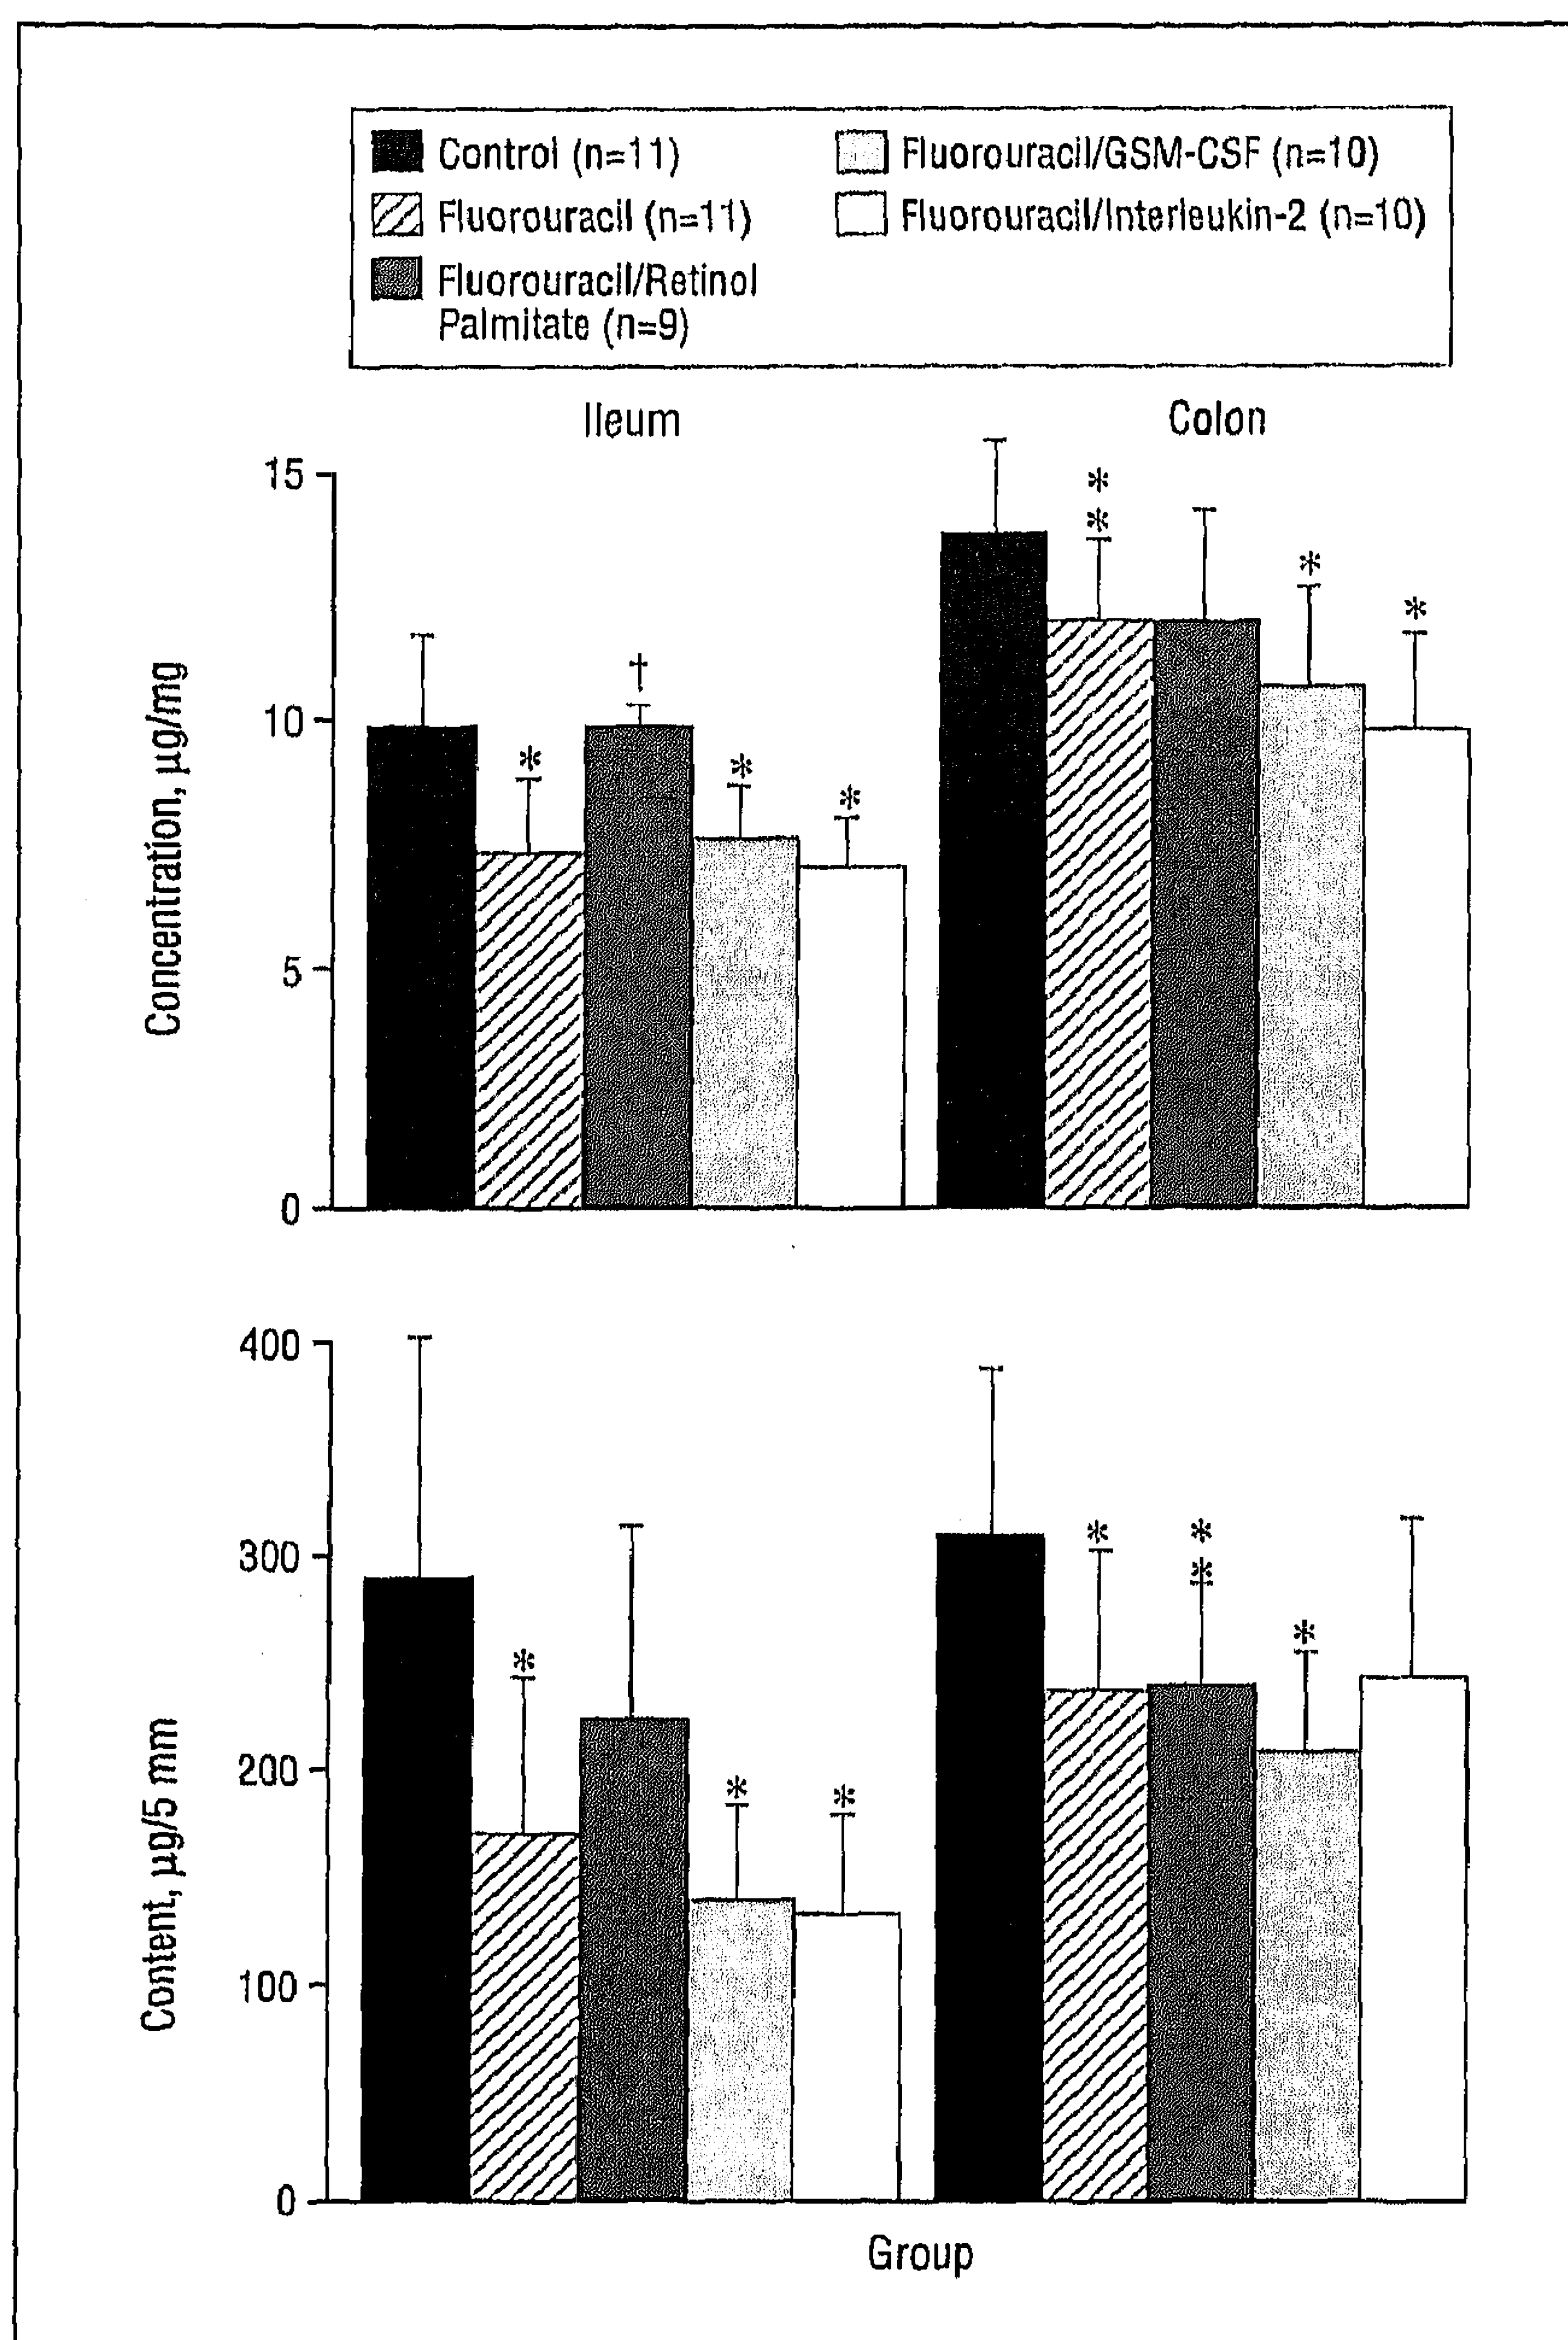 Control (n=11)
Fluorouracil (n=11)
Fluorouracil/Retinol
Palmitate (n=9)
Fluorouracil/GSM-CSF (n=10)
Fluorouracil/Interleukin-2 (n=10)
Ileum
Colon
Concentration, µg/mg
15
10
5
0
*
†
*
*
*
*
*
*
Content, µg/5 mm
400
300
200
100
0
*
*
*
*
*
*
*
Group